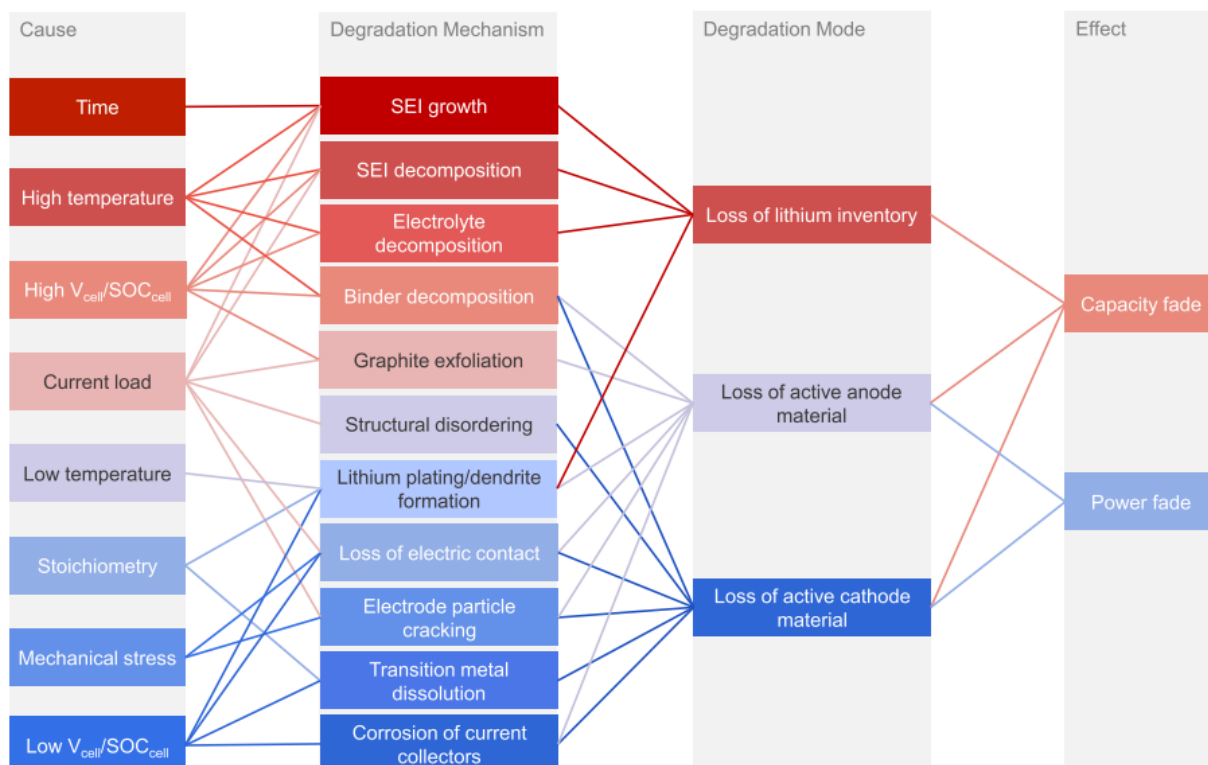 Cause
Degradation Mechanism
Degradation Mode
Effect
Time
High temperature
High Vcell/SOCcell
Current load
Low temperature
Stoichiometry
Mechanical stress
Low Vcell/SOCcell
SEI growth
SEI decomposition
Electrolyte
decomposition
Binder decomposition
Graphite exfoliation
Structural disordering
Lithium plating/dendrite
formation
Loss of electric contact
Electrode particle
cracking
Transition metal
dissolution
Corrosion of current
collectors
Loss of lithium inventory
Loss of active anode
material
Loss of active cathode
material
Capacity fade
Power fade